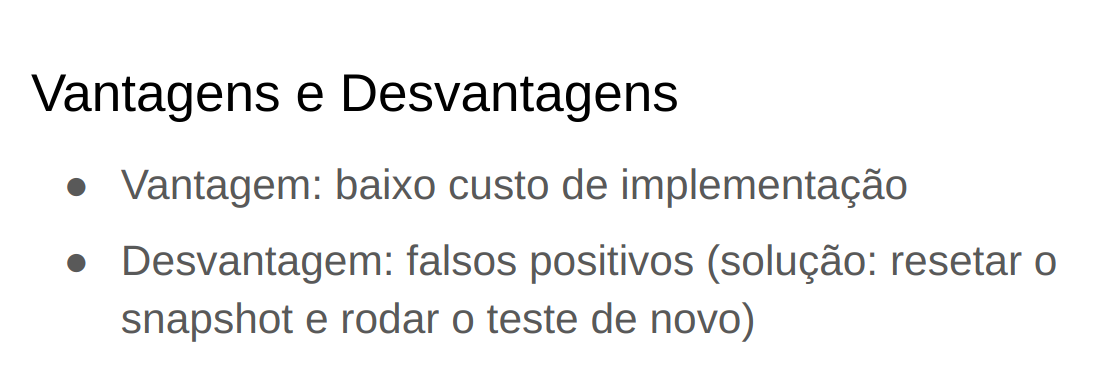 Vantagens e Desvantagens
● Vantagem: baixo custo de implementação
● Desvantagem: falsos positivos (solução: resetar o
snapshot e rodar o teste de novo)